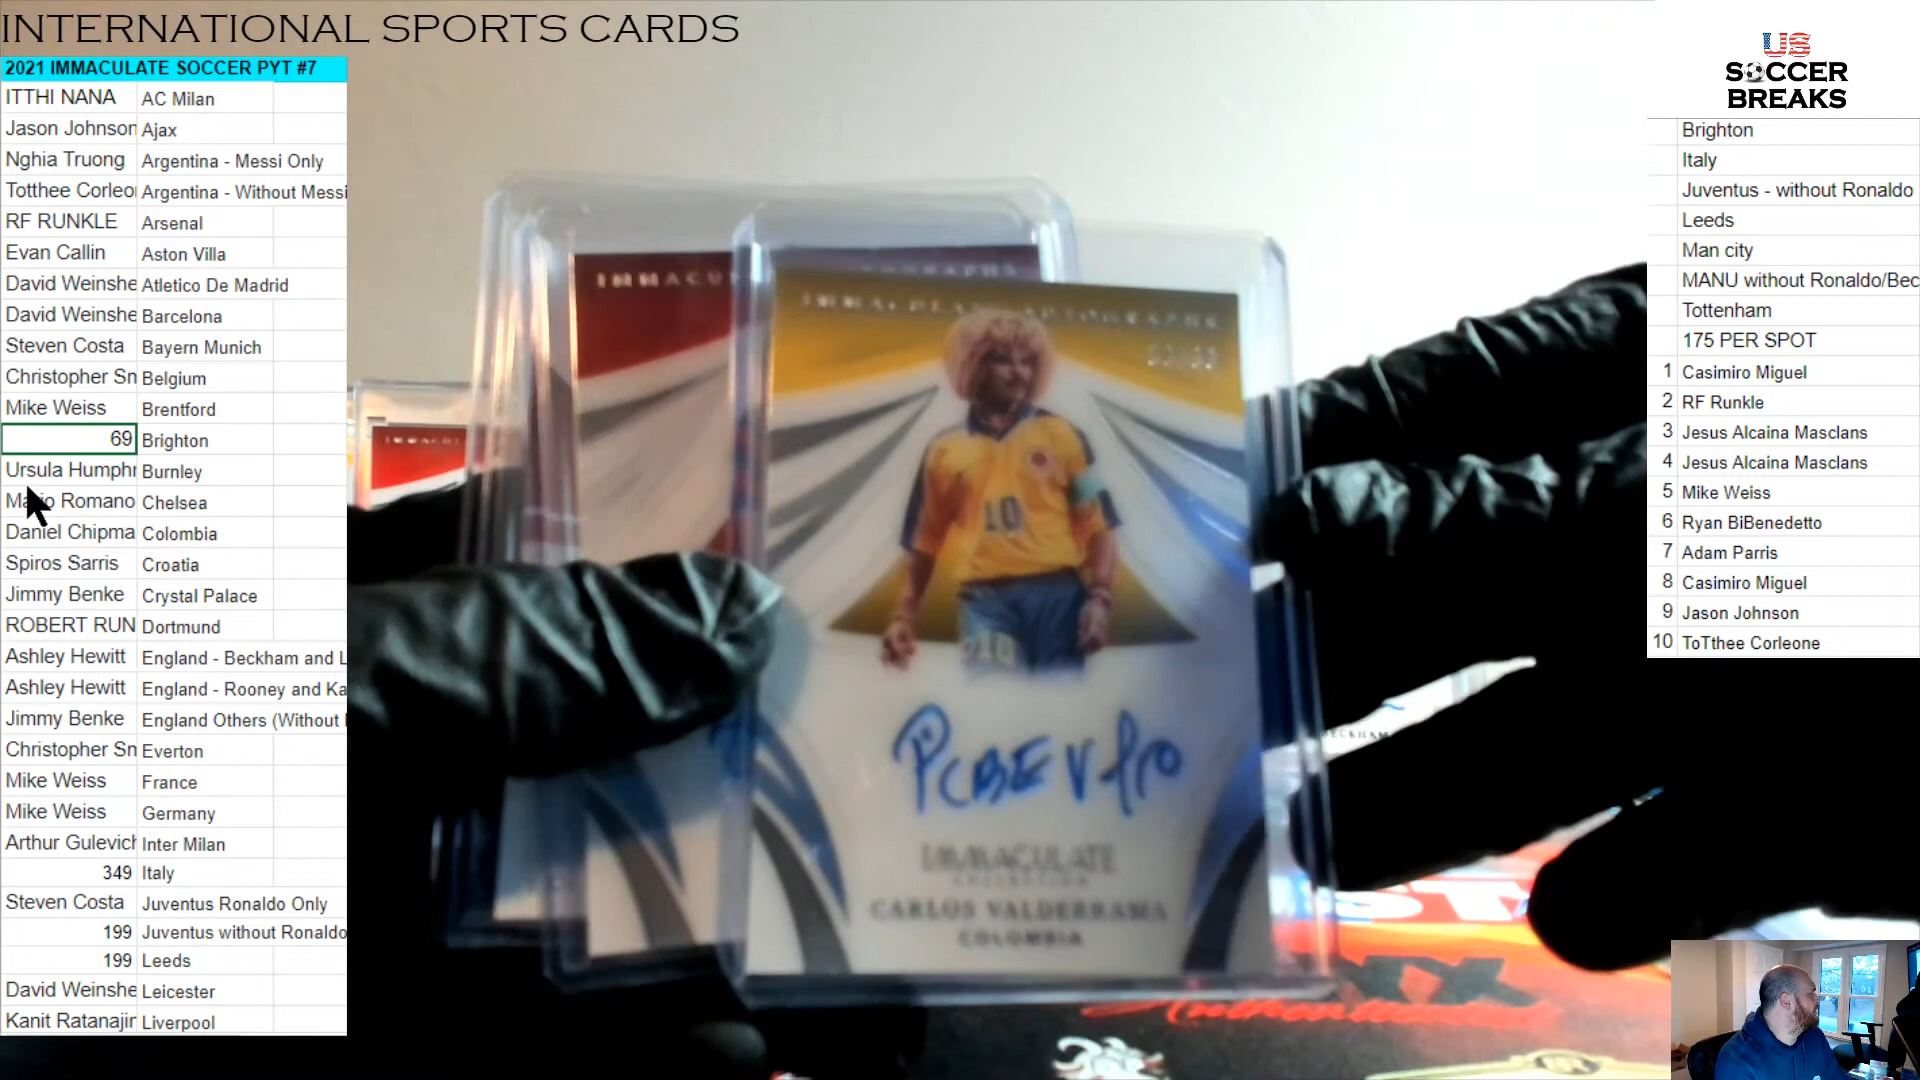 INTERNATIONAL SPORTS CARDS
2021 IMMACULATE SOCCER PYT #7
ITTHI NANA AC Milan
Jason Johnson Ajax
Nghia Truong Argentina - Messi Only
Totthee Corleo Argentina - Without Messi
RF RUNKLE Arsenal
Evan Callin Aston Villa
David Weinshe Atletico De Madrid
David Weinshe Barcelona
Steven Costa Bayern Munich
Christopher Sn Belgium
Mike Weiss Brentford
69 Brighton
Ursula Humphr Burnley
Romano Chelsea
Daniel Chipma Colombia
Spiros Sarris Croatia
Jimmy Benke Crystal Palace
ROBERT RUN Dortmund
Ashley Hewitt England - Beckham and L
Ashley Hewitt England - Rooney and Ka
Jimmy Benke England Others (Without
Christopher Sn Everton
Mike Weiss France
Mike Weiss Germany
Arthur Gulevich Inter Milan
349 Italy
Steven Costa Juventus Ronaldo Only
199 Juventus without Ronaldo
199 Leeds
David Weinshe Leicester
Kanit Ratanajir Liverpool
IMMACULATE AUTOGRAPHS
10
IMMACULATE
COLLECTION
CARLOS VALDERRAMA
COLOMBIA
US
SOCCER
BREAKS
Brighton
Italy
Juventus - without Ronaldo
Leeds
Man city
MANU without Ronaldo/Bec
Tottenham
175 PER SPOT
1 Casimiro Miguel
2 RF Runkle
3 Jesus Alcaina Masclans
4 Jesus Alcaina Masclans
5 Mike Weiss
6 Ryan BiBenedetto
7 Adam Parris
8 Casimiro Miguel
9 Jason Johnson
10 ToTthee Corleone